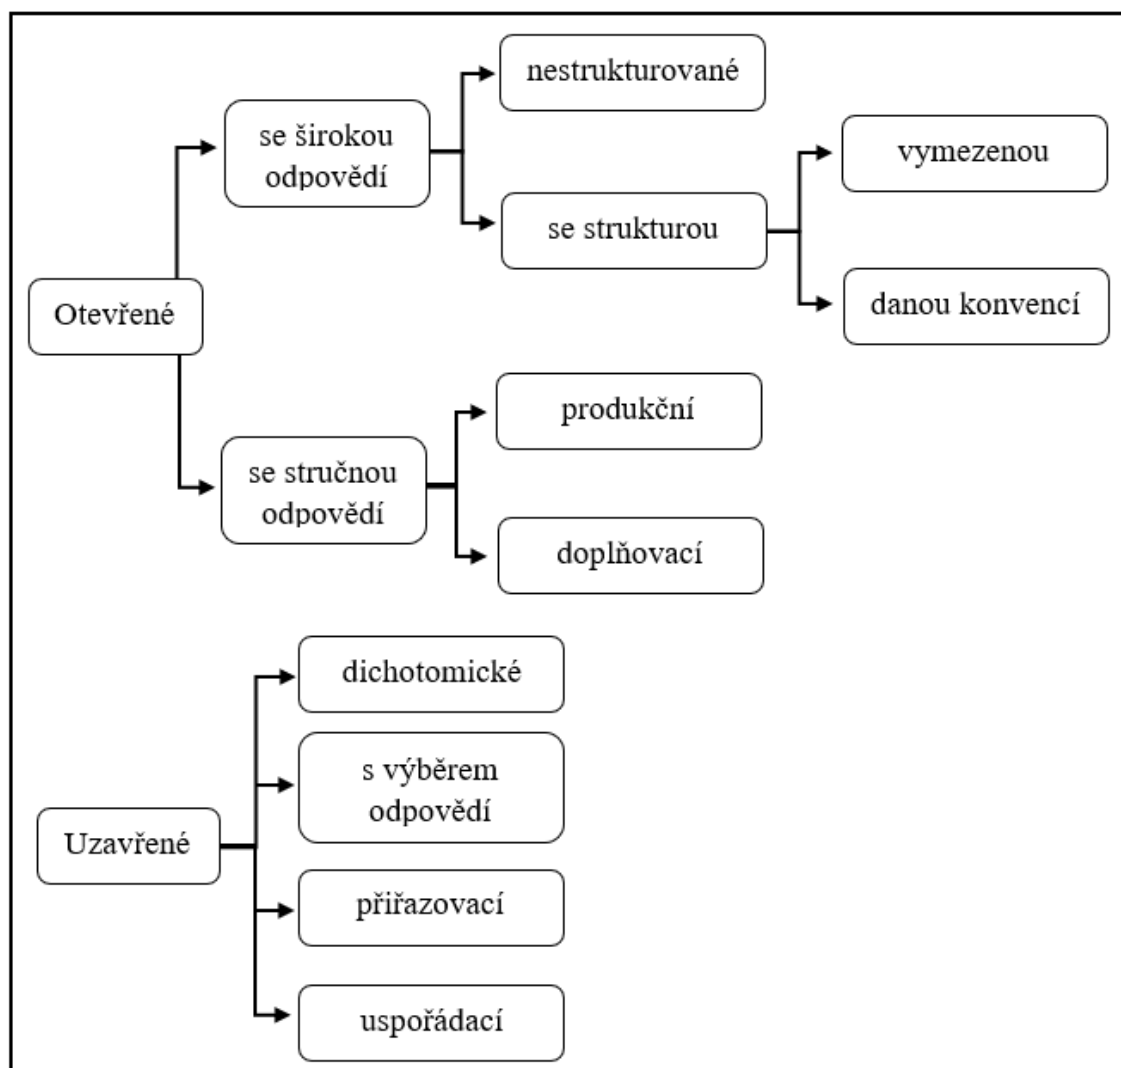 nestrukturované
se širokou
odpovědí
vymezenou
se strukturou
danou konvencí
Otevřené
produkční
se stručnou
odpovědí
doplňovací
dichotomické
s výběrem
odpovědí
Uzavřené
přiřazovací
uspořádací